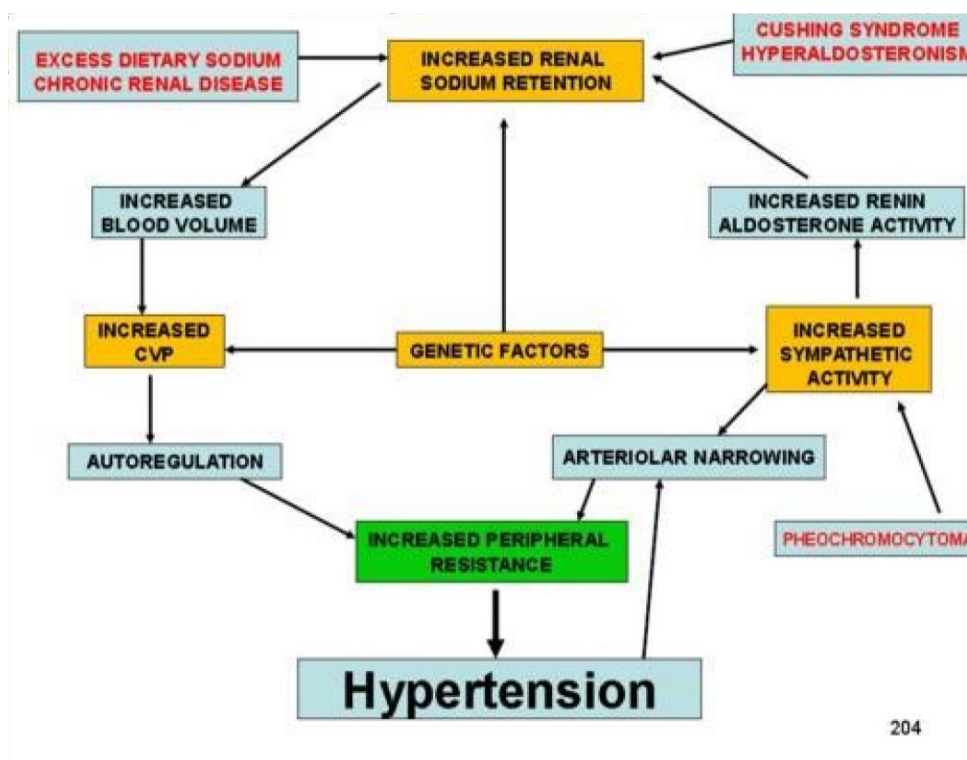 EXCESS DIETARY SODIUM
CHRONIC RENAL DISEASE
INCREASED RENAL
SODIUM RETENTION
CUSHING SYNDROME
HYPERALDOSTERONISM
INCREASED
BLOOD VOLUME
INCREASED RENIN
ALDOSTERONE ACTIVITY
INCREASED
CVP
GENETIC FACTORS
INCREASED
SYMPATHETIC
ACTIVITY
AUTOREGULATION
ARTERIOLAR NARROWING
INCREASED PERIPHERAL
RESISTANCE
PHEOCHROMOCYTOMA
Hypertension
204